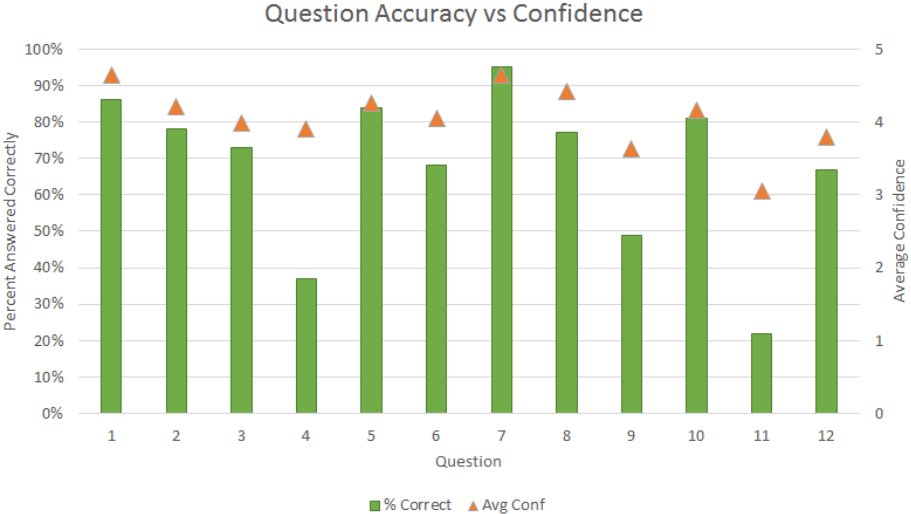 Question Accuracy vs Confidence
Percent Answered Correctly
100%
90%
80%
70%
60%
50%
40%
30%
20%
10%
0%
5
4
3
2
1
0
Average Confidence
1 2 3 4 5 6 7 8 9 10 11 12
Question
% Correct Avg Conf